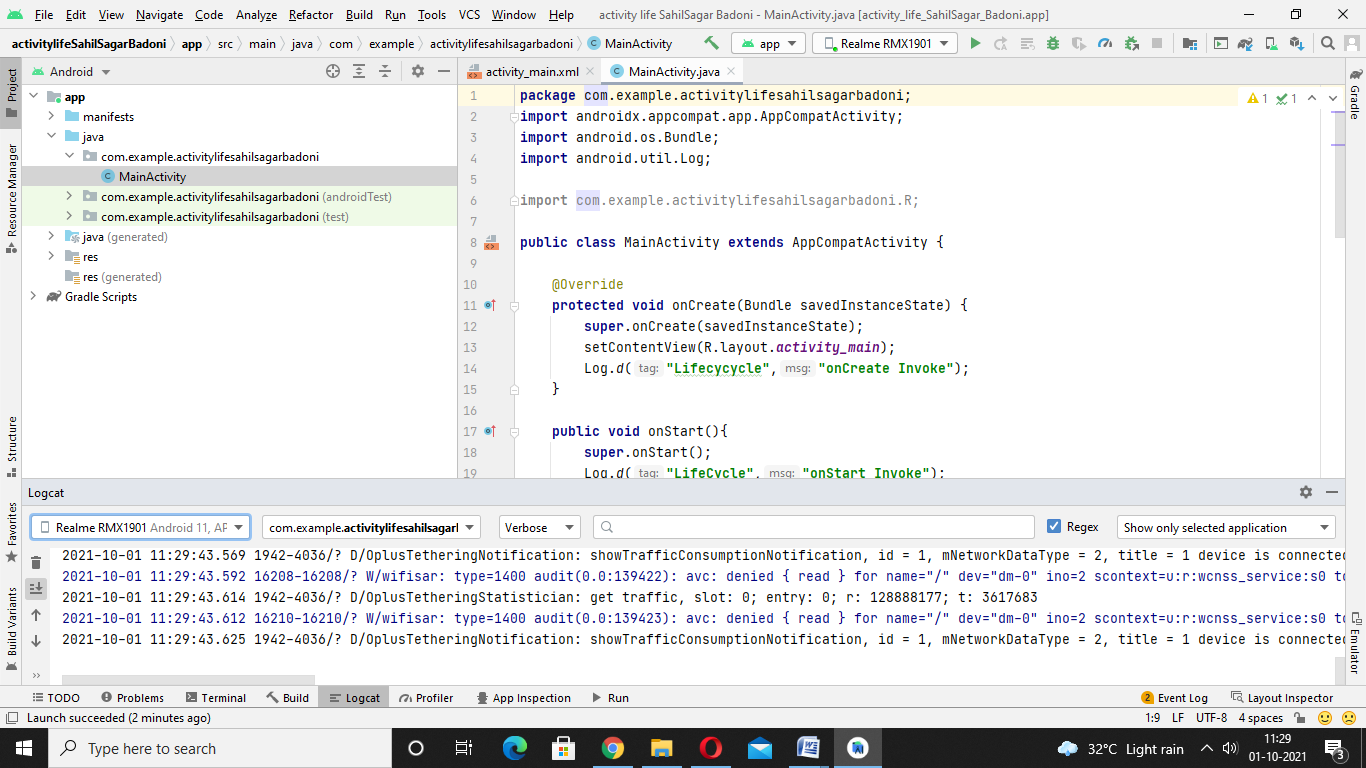 File Edit View Navigate Code Analyze Refactor Build Run Tools VCS Window Help activity life SahilSagar Badoni - MainActivity.java [activity_life_SahilSagar_Badoni.app]
activitylifeSahilSagarBadoni app src main java com example activitylifesahilsagarbadoni MainActivity app Realme RMX1901
Project
Resource Manager
Structure
Favorites
Build Variants
Android
app
manifests
java
com.example.activitylifesahilsagarbadoni
MainActivity
com.example.activitylifesahilsagarbadoni (androidTest)
com.example.activitylifesahilsagarbadoni (test)
java (generated)
res
res (generated)
Gradle Scripts
activity_main.xml MainActivity.java
1 package com.example.activitylifesahilsagarbadoni;
2 import androidx.appcompat.app.AppCompatActivity;
3 import android.os.Bundle;
4 import android.util.Log;
5
6 import com.example.activitylifesahilsagarbadoni.R;
7
8 public class MainActivity extends AppCompatActivity {
9
10 @Override
11 protected void onCreate(Bundle savedInstanceState) {
12 super.onCreate(savedInstanceState);
13 setContentView(R.layout.activity_main);
14 Log.d( tag: "Lifecycycle", msg: "onCreate Invoke");
15 }
16
17 public void onStart(){
18 super.onStart();
19 Log.d( tag: "LifeCycle", msg: "onStart Invoke");
1 1
Gradle
Emulator
Logcat
Realme RMX1901 Android 11, AP com.example.activitylifesahilsagarl Verbose Regex Show only selected application
2021-10-01 11:29:43.569 1942-4036/? D/OplusTetheringNotification: showTrafficConsumptionNotification, id = 1, mNetworkDataType = 2, title = 1 device is connected
2021-10-01 11:29:43.592 16208-16208/? W/wifisar: type=1400 audit(0.0:139422): avc: denied { read } for name="/" dev="dm-0" ino=2 scontext=u:r:wcnss_service:s0 to
2021-10-01 11:29:43.614 1942-4036/? D/OplusTetheringStatistician: get traffic, slot: 0; entry: 0; r: 128888177; t: 3617683
2021-10-01 11:29:43.612 16210-16210/? W/wifisar: type=1400 audit(0.0:139423): avc: denied { read } for name="/" dev="dm-0" ino=2 scontext=u:r:wcnss_service:s0 to
2021-10-01 11:29:43.625 1942-4036/? D/OplusTetheringNotification: showTrafficConsumptionNotification, id = 1, mNetworkDataType = 2, title = 1 device is connected
TODO Problems Terminal Build Logcat Profiler App Inspection Run 2 Event Log Layout Inspector
Launch succeeded (2 minutes ago) 1:9 LF UTF-8 4 spaces
Type here to search 32°C Light rain 11:29
01-10-2021 3